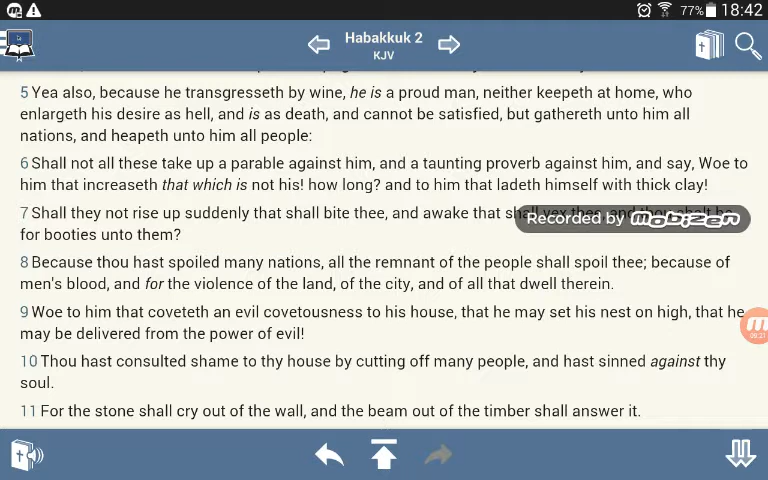 77% 18:42
Habakkuk 2
KJV
5 Yea also, because he transgresseth by wine, he is a proud man, neither keepeth at home, who
enlargeth his desire as hell, and is as death, and cannot be satisfied, but gathereth unto him all
nations, and heapeth unto him all people:
6 Shall not all these take up a parable against him, and a taunting proverb against him, and say, Woe to
him that increaseth that which is not his! how long? and to him that ladeth himself with thick clay!
7 Shall they not rise up suddenly that shall bite thee, and awake that shall vex thee, and thou shalt be
Recorded by mobizen
for booties unto them?
8 Because thou hast spoiled many nations, all the remnant of the people shall spoil thee; because of
men's blood, and for the violence of the land, of the city, and of all that dwell therein.
9 Woe to him that coveteth an evil covetousness to his house, that he may set his nest on high, that he
may be delivered from the power of evil!
10 Thou hast consulted shame to thy house by cutting off many people, and hast sinned against thy
soul.
11 For the stone shall cry out of the wall, and the beam out of the timber shall answer it.